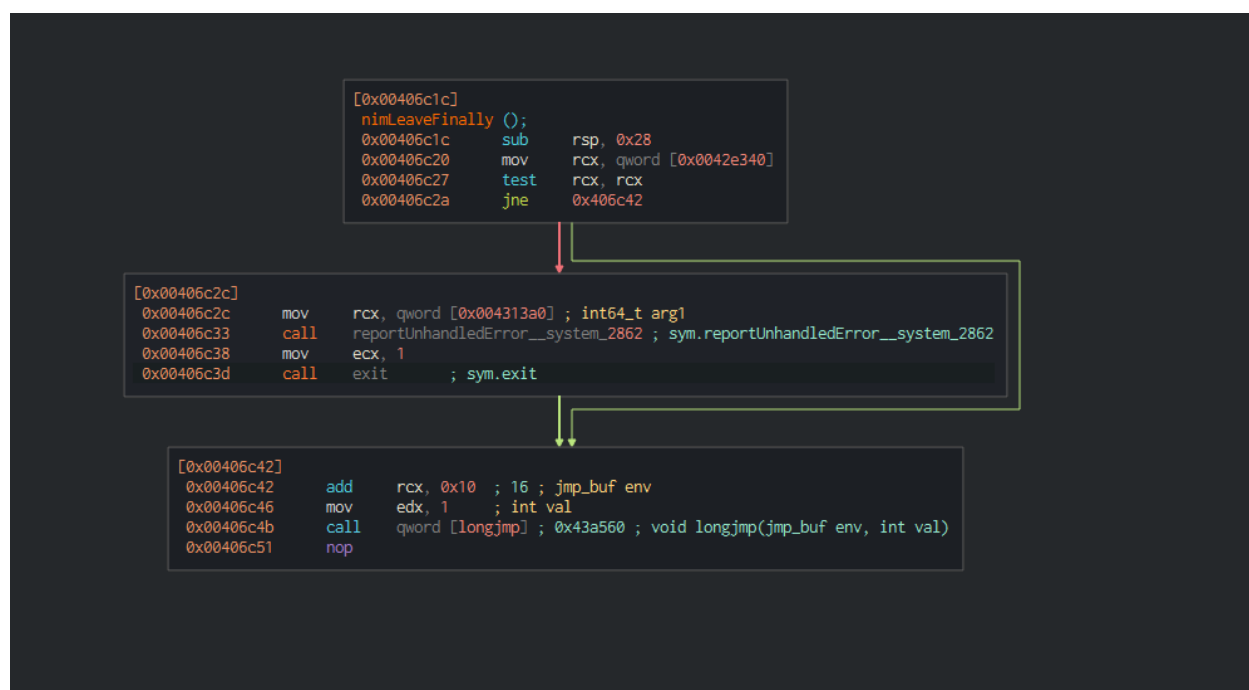 [0x00406c1c]
nimLeaveFinally ();
0x00406c1c sub rsp, 0x28
0x00406c20 mov rcx, qword [0x0042e340]
0x00406c27 test rcx, rcx
0x00406c2a jne 0x406c42
[0x00406c2c]
0x00406c2c mov rcx, qword [0x004313a0] ; int64_t arg1
0x00406c33 call reportUnhandledError__system_2862 ; sym.reportUnhandledError__system_2862
0x00406c38 mov ecx, 1
0x00406c3d call exit ; sym.exit
[0x00406c42]
0x00406c42 add rcx, 0x10 ; 16 ; jmp_buf env
0x00406c46 mov edx, 1 ; int val
0x00406c4b call qword [longjmp] ; 0x43a560 ; void longjmp(jmp_buf env, int val)
0x00406c51 nop